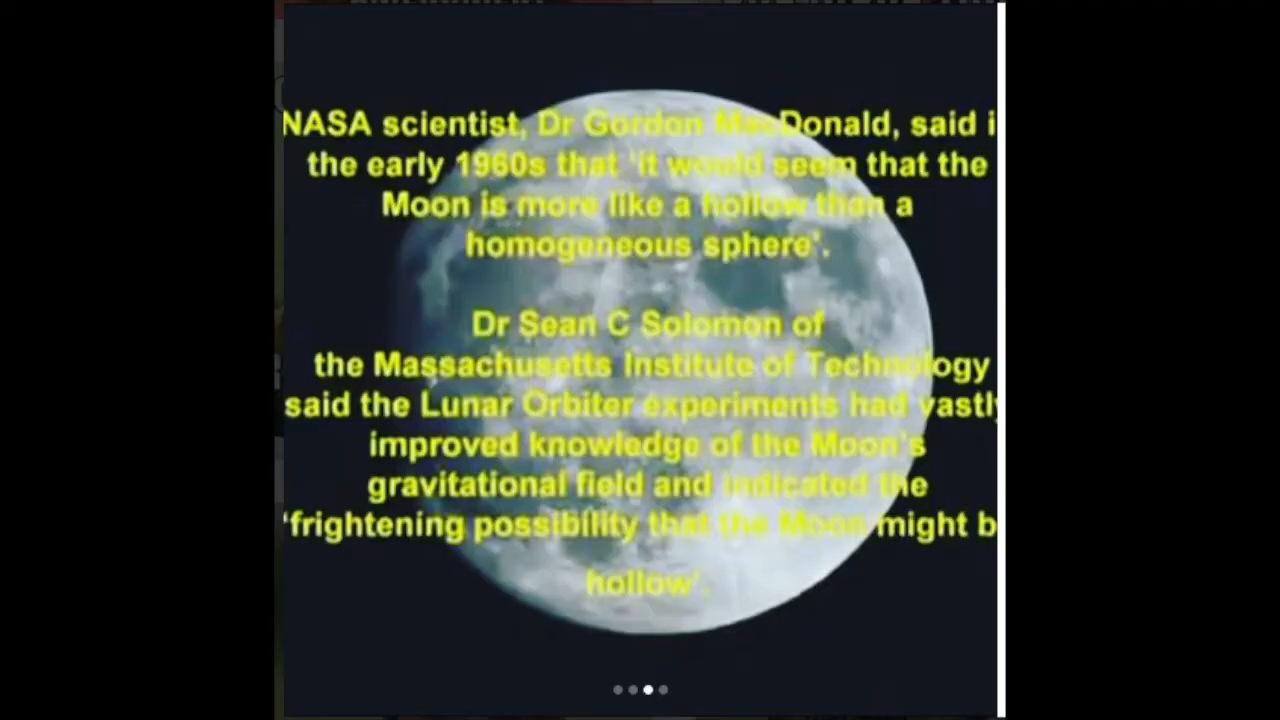 NASA scientist, Dr Gordon MacDonald, said i
the early 1960s that 'it would seem that the
Moon is more like a hollow than a
homogeneous sphere'.
Dr Sean C Solomon of
the Massachusetts Institute of Technology
said the Lunar Orbiter experiments had vastly
improved knowledge of the Moon's
gravitational field and indicated the
'frightening possibility that the Moon might b
hollow'.